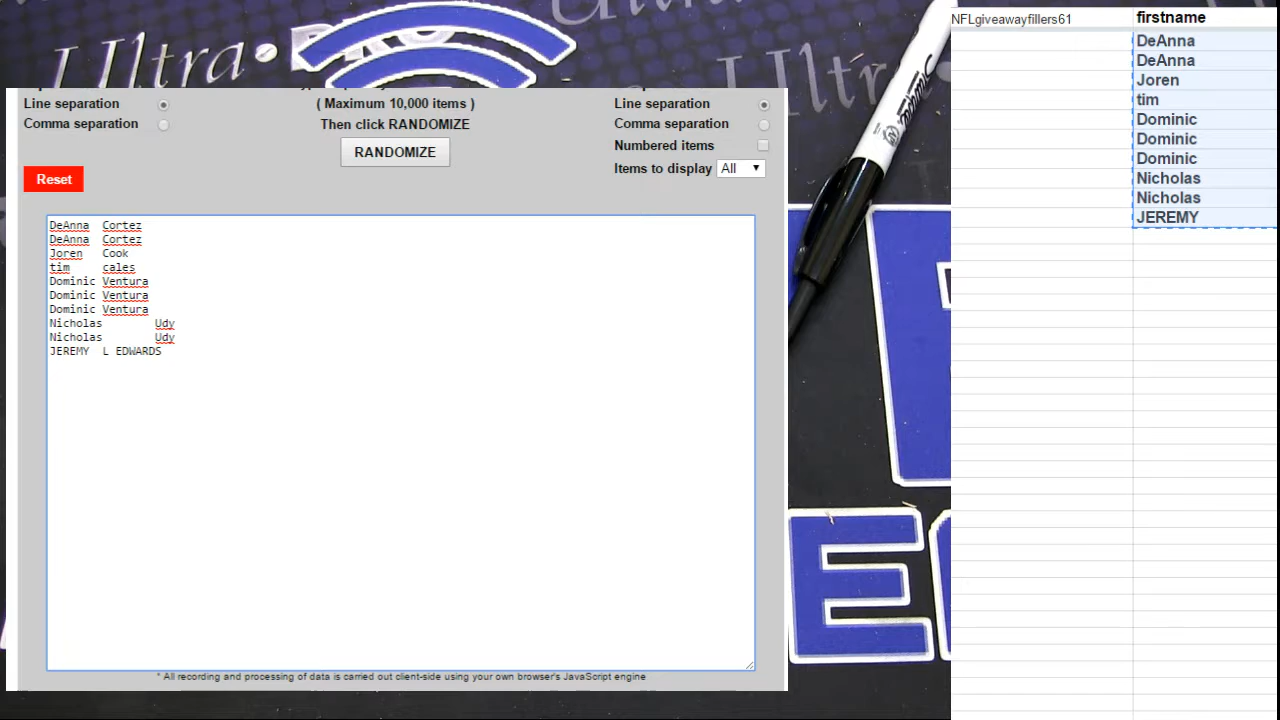 Ultra•PRO
Ultra
Line separation
Comma separation
( Maximum 10,000 items )
Then click RANDOMIZE
RANDOMIZE
Line separation
Comma separation
Numbered items
Items to display All
Reset
DeAnna Cortez
DeAnna Cortez
Joren Cook
tim cales
Dominic Ventura
Dominic Ventura
Dominic Ventura
Nicholas Udy
Nicholas Udy
JEREMY L EDWARDS
* All recording and processing of data is carried out client-side using your own browser's JavaScript engine
NFLgiveawayfillers61
firstname
DeAnna
DeAnna
Joren
tim
Dominic
Dominic
Dominic
Nicholas
Nicholas
JEREMY